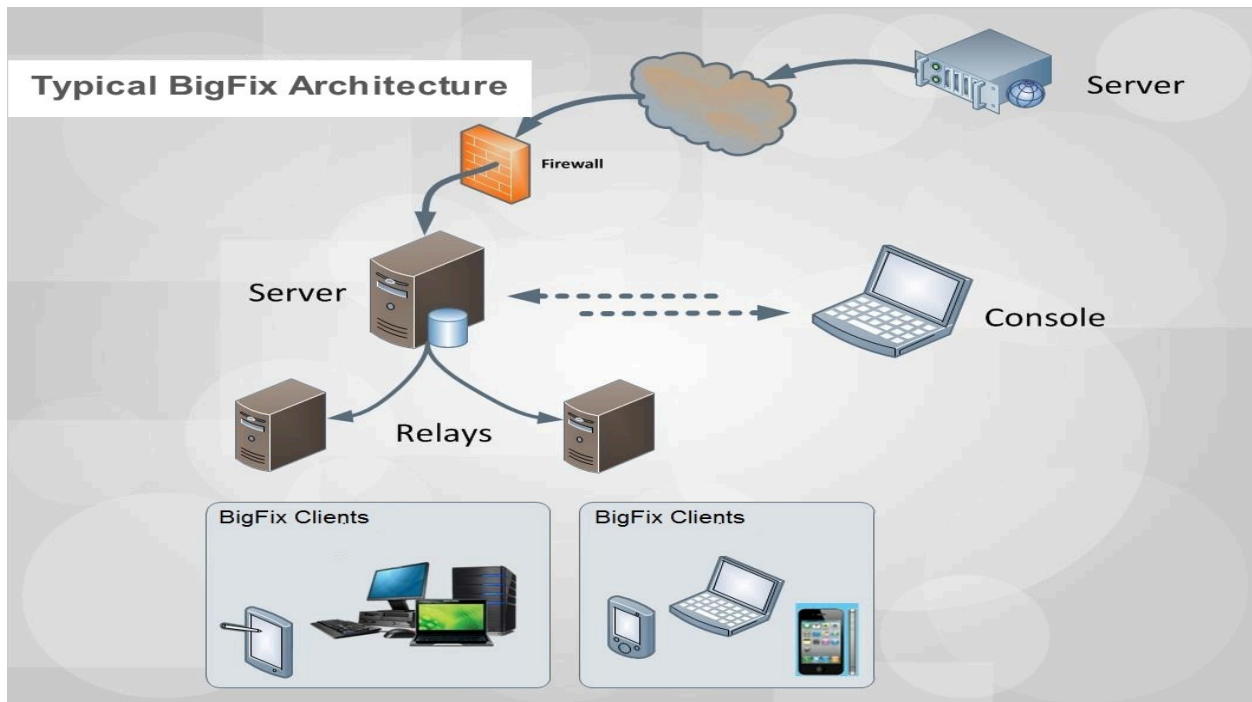 Typical BigFix Architecture
Server
Firewall
Server
Console
Relays
BigFix Clients
BigFix Clients